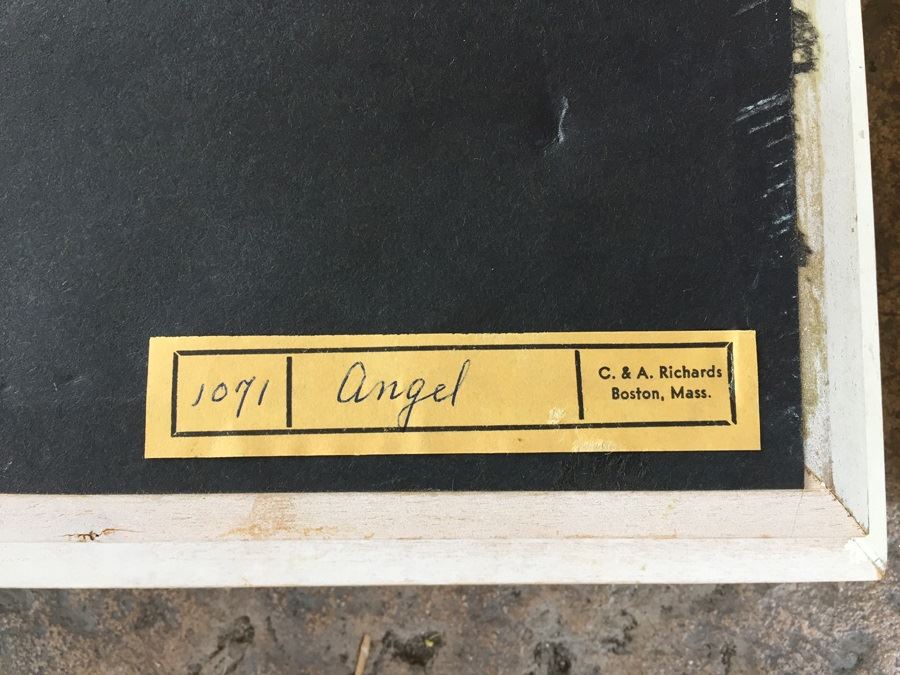 1071 Angel C. & A. Richards
Boston, Mass.